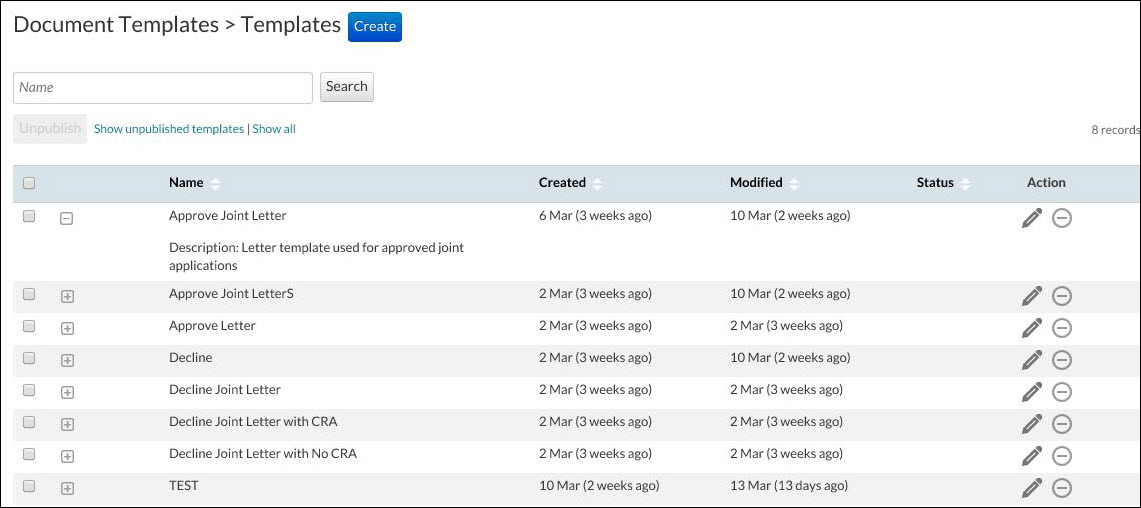 Document Templates > Templates Create
Name Search
Unpublish Show unpublished templates | Show all 8 records
Name Created Modified Status Action
Approve Joint Letter 6 Mar (3 weeks ago) 10 Mar (2 weeks ago)
Description: Letter template used for approved joint
applications
Approve Joint LetterS 2 Mar (3 weeks ago) 10 Mar (2 weeks ago)
Approve Letter 2 Mar (3 weeks ago) 2 Mar (3 weeks ago)
Decline 2 Mar (3 weeks ago) 10 Mar (2 weeks ago)
Decline Joint Letter 2 Mar (3 weeks ago) 2 Mar (3 weeks ago)
Decline Joint Letter with CRA 2 Mar (3 weeks ago) 2 Mar (3 weeks ago)
Decline Joint Letter with No CRA 2 Mar (3 weeks ago) 2 Mar (3 weeks ago)
TEST 10 Mar (2 weeks ago) 13 Mar (13 days ago)